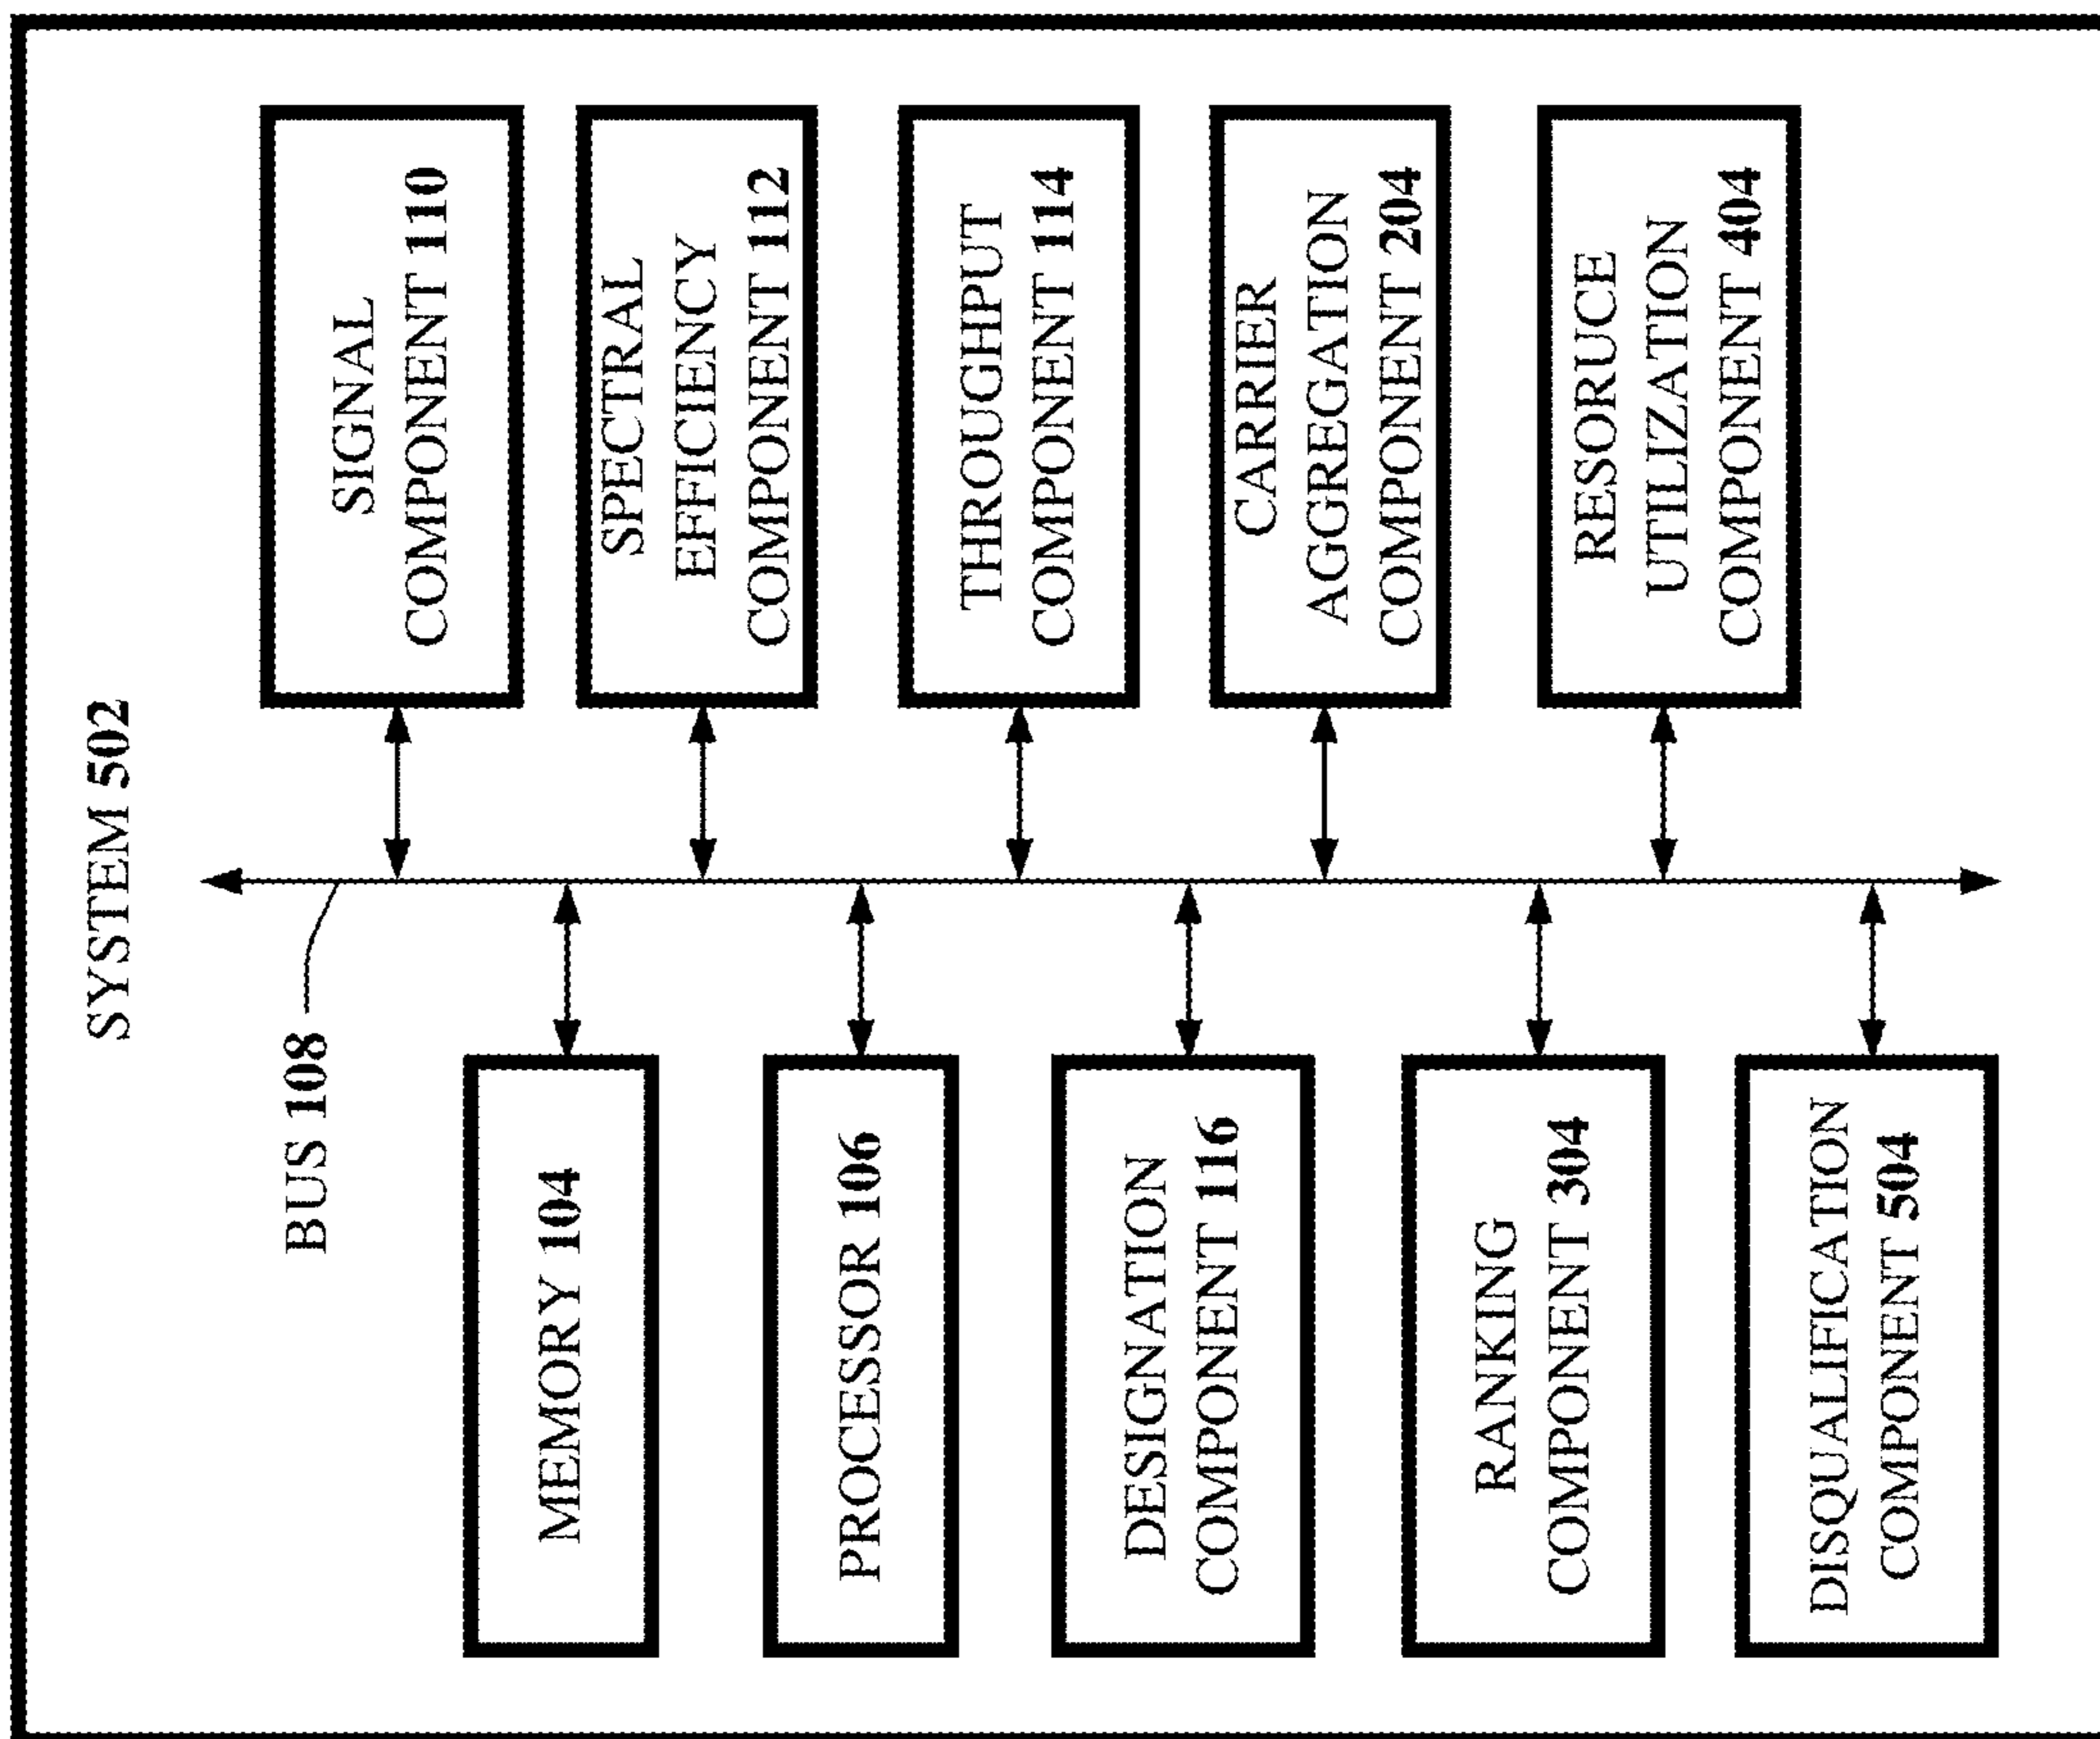 SYSTEM 502
BUS 108
MEMORY 104
PROCESSOR 106
DESIGNATION
COMPONENT 116
RANKING
COMPONENT 304
DISQUALIFICATION
COMPONENT 504
SIGNAL
COMPONENT 110
SPECTRAL
EFFICIENCY
COMPONENT 112
THROUGHPUT
COMPONENT 114
CARRIER
AGGREGATION
COMPONENT 204
RESORUCE
UTILIZATION
COMPONENT 404